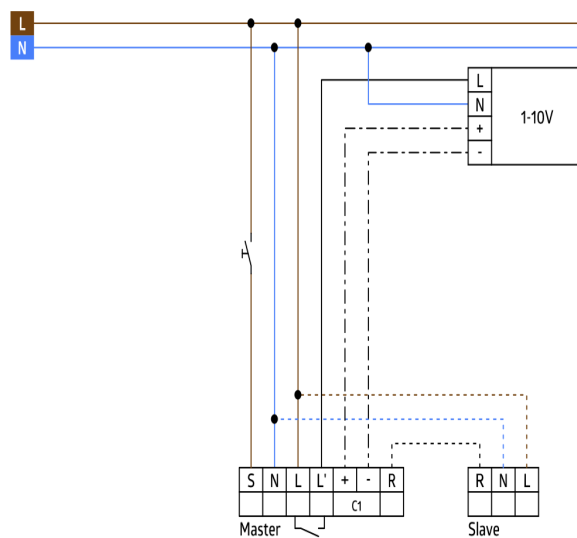 L
N
L
N
+
-
1-10V
S N L L' + - R
C1
R N L
Master
Slave